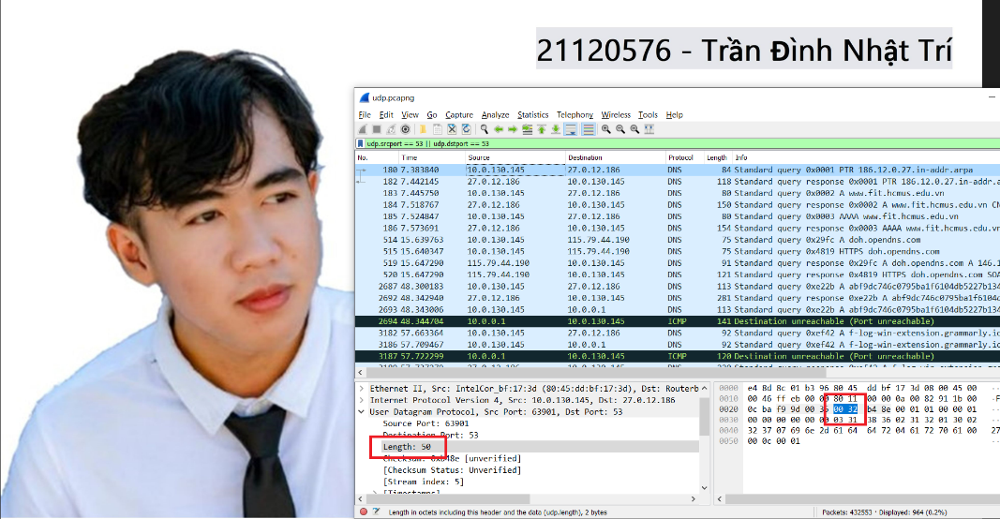 21120576 - Trần Đình Nhật Trí
udp.pcapng
File Edit View Go Capture Analyze Statistics Telephony Wireless Tools Help
udp.srcport == 53 || udp.dstport == 53
No. Time Source Destination Protocol Length Info
180 7.383840 10.0.130.145 27.0.12.186 DNS 84 Standard query 0x0001 PTR 186.12.0.27.in-addr.arpa
182 7.442145 27.0.12.186 10.0.130.145 DNS 118 Standard query response 0x0001 PTR 186.12.0.27.in-addr.a
183 7.445750 10.0.130.145 27.0.12.186 DNS 80 Standard query 0x0002 A www.fit.hcmus.edu.vn
184 7.518767 27.0.12.186 10.0.130.145 DNS 150 Standard query response 0x0002 A www.fit.hcmus.edu.vn CN
185 7.524847 10.0.130.145 27.0.12.186 DNS 80 Standard query 0x0003 AAAA www.fit.hcmus.edu.vn
186 7.573691 27.0.12.186 10.0.130.145 DNS 154 Standard query response 0x0003 AAAA www.fit.hcmus.edu.vn
514 15.639763 10.0.130.145 115.79.44.190 DNS 75 Standard query 0x29fc A doh.opendns.com
515 15.640347 10.0.130.145 115.79.44.190 DNS 75 Standard query 0x4819 HTTPS doh.opendns.com
519 15.647290 115.79.44.190 10.0.130.145 DNS 91 Standard query response 0x29fc A doh.opendns.com A 146.1
520 15.647290 115.79.44.190 10.0.130.145 DNS 121 Standard query response 0x4819 HTTPS doh.opendns.com SOA
2687 48.300183 10.0.130.145 27.0.12.186 DNS 113 Standard query 0xe22b A abf9dc746c0795ba1f6104db5227b134
2692 48.342940 27.0.12.186 10.0.130.145 DNS 281 Standard query response 0xe22b A abf9dc746c0795ba1f6104d
2693 48.343006 10.0.130.145 10.0.0.1 DNS 113 Standard query 0xe22b A abf9dc746c0795ba1f6104db5227b134
2694 48.344704 10.0.0.1 10.0.130.145 ICMP 141 Destination unreachable (Port unreachable)
3182 57.663364 10.0.130.145 27.0.12.186 DNS 92 Standard query 0xef42 A f-log-win-extension.grammarly.io
3186 57.709467 10.0.130.145 10.0.0.1 DNS 92 Standard query 0xef42 A f-log-win-extension.grammarly.io
3187 57.722299 10.0.0.1 10.0.130.145 ICMP 120 Destination unreachable (Port unreachable)
Ethernet II, Src: IntelCor_bf:17:3d (80:45:dd:bf:17:3d), Dst: Routerb
Internet Protocol Version 4, Src: 10.0.130.145, Dst: 27.0.12.186
User Datagram Protocol, Src Port: 63901, Dst Port: 53
Source Port: 63901
Destination Port: 53
Length: 50
Checksum: 0xb48e [unverified]
[Checksum Status: Unverified]
[Stream index: 5]
[Timestamps]
0000 e4 8d 8c 01 b3 96 80 45 dd bf 17 3d 08 00 45 00
0010 00 46 ff eb 00 00 80 11 00 00 0a 00 82 91 1b 00 ·F
0020 0c ba f9 9d 00 35 00 32 b4 8e 00 01 01 00 00 01
0030 00 00 00 00 00 00 03 31 38 36 02 31 32 01 30 02
0040 32 37 07 69 6e 2d 61 64 64 72 04 61 72 70 61 00 27
0050 00 0c 00 01
Length in octets including this header and the data (udp.length), 2 bytes
Packets: 432553 · Displayed: 964 (0.2%)